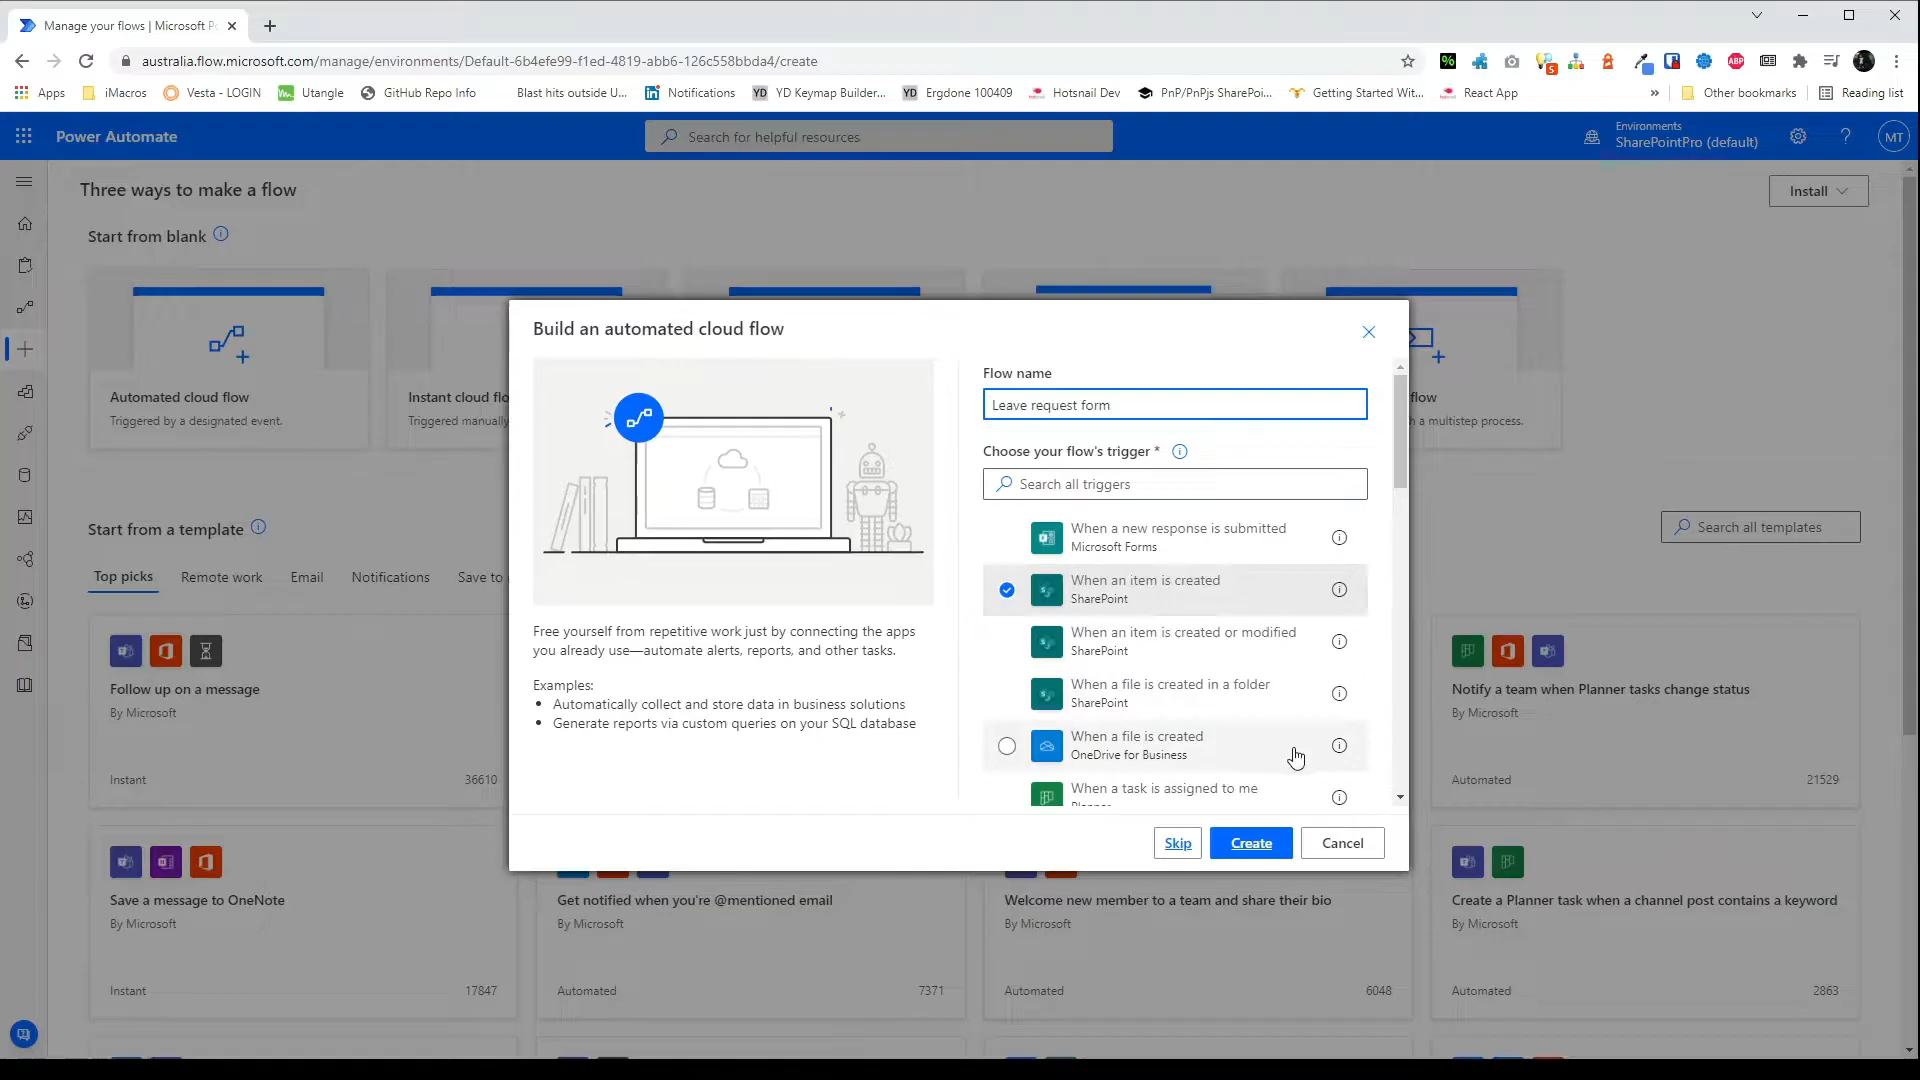 Manage your flows | Microsoft P
australia.flow.microsoft.com/manage/environments/Default-6b4efe99-f1ed-4819-abb6-126c558bbda4/create
Apps
iMacros
Vesta - LOGIN
Utangle
GitHub Repo Info
Blast hits outside U...
Notifications
YD Keymap Builder...
Ergdone 100409
Hotsnail Dev
PnP/PnPjs SharePoi...
Getting Started Wit...
React App
»
Other bookmarks
Reading list
Power Automate
Search for helpful resources
Environments
SharePointPro (default)
?
MT
Three ways to make a flow
Install
Start from blank
Automated cloud flow
Triggered by a designated event.
Instant cloud flo
Triggered manually
flow
h a multistep process.
Build an automated cloud flow
Free yourself from repetitive work just by connecting the apps
you already use—automate alerts, reports, and other tasks.
Examples:
• Automatically collect and store data in business solutions
• Generate reports via custom queries on your SQL database
Flow name
Leave request form
Choose your flow's trigger *
Search all triggers
When a new response is submitted
Microsoft Forms
When an item is created
SharePoint
When an item is created or modified
SharePoint
When a file is created in a folder
SharePoint
When a file is created
OneDrive for Business
When a task is assigned to me
Planner
Skip
Create
Cancel
Start from a template
Search all templates
Top picks
Remote work
Email
Notifications
Save to
Follow up on a message
By Microsoft
Instant
36610
Notify a team when Planner tasks change status
By Microsoft
Automated
21529
Save a message to OneNote
By Microsoft
Instant
17847
Get notified when you're @mentioned email
By Microsoft
Automated
7371
Welcome new member to a team and share their bio
By Microsoft
Automated
6048
Create a Planner task when a channel post contains a keyword
By Microsoft
Automated
2863